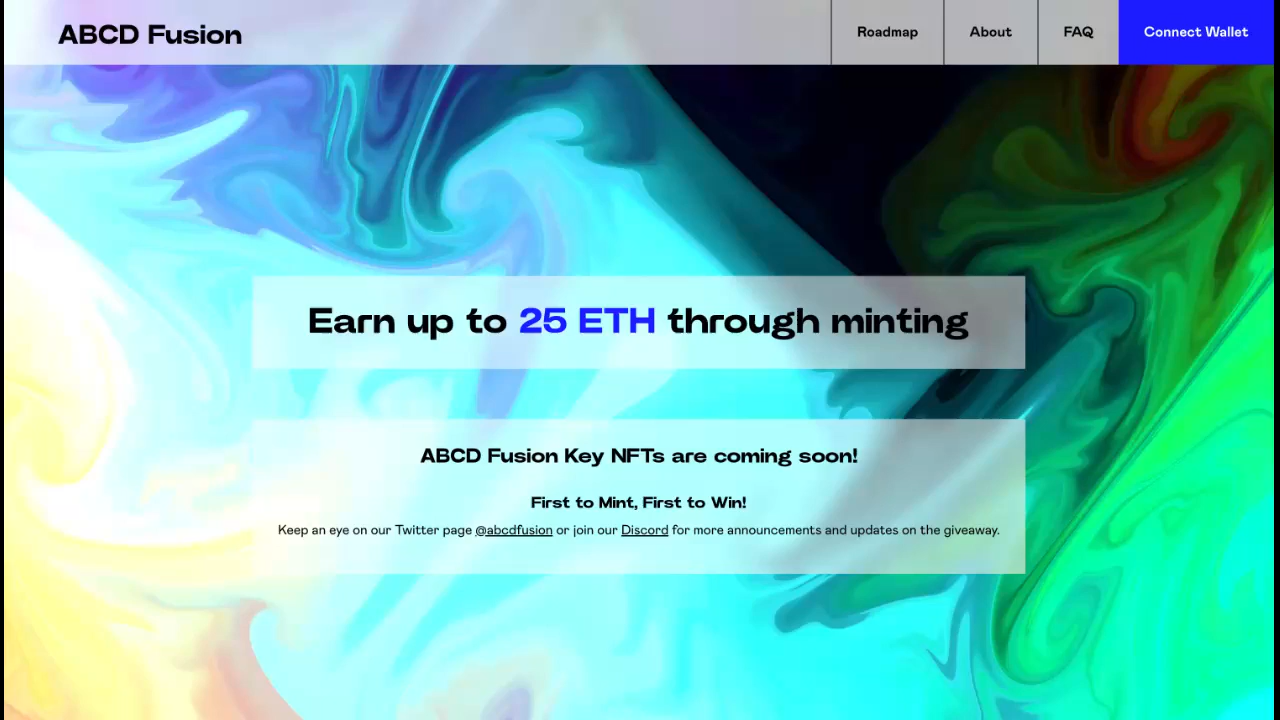 ABCD Fusion
Roadmap
About
FAQ
Connect Wallet
Earn up to 25 ETH through minting
ABCD Fusion Key NFTs are coming soon!
First to Mint, First to Win!
Keep an eye on our Twitter page @abcdfusion or join our Discord for more announcements and updates on the giveaway.